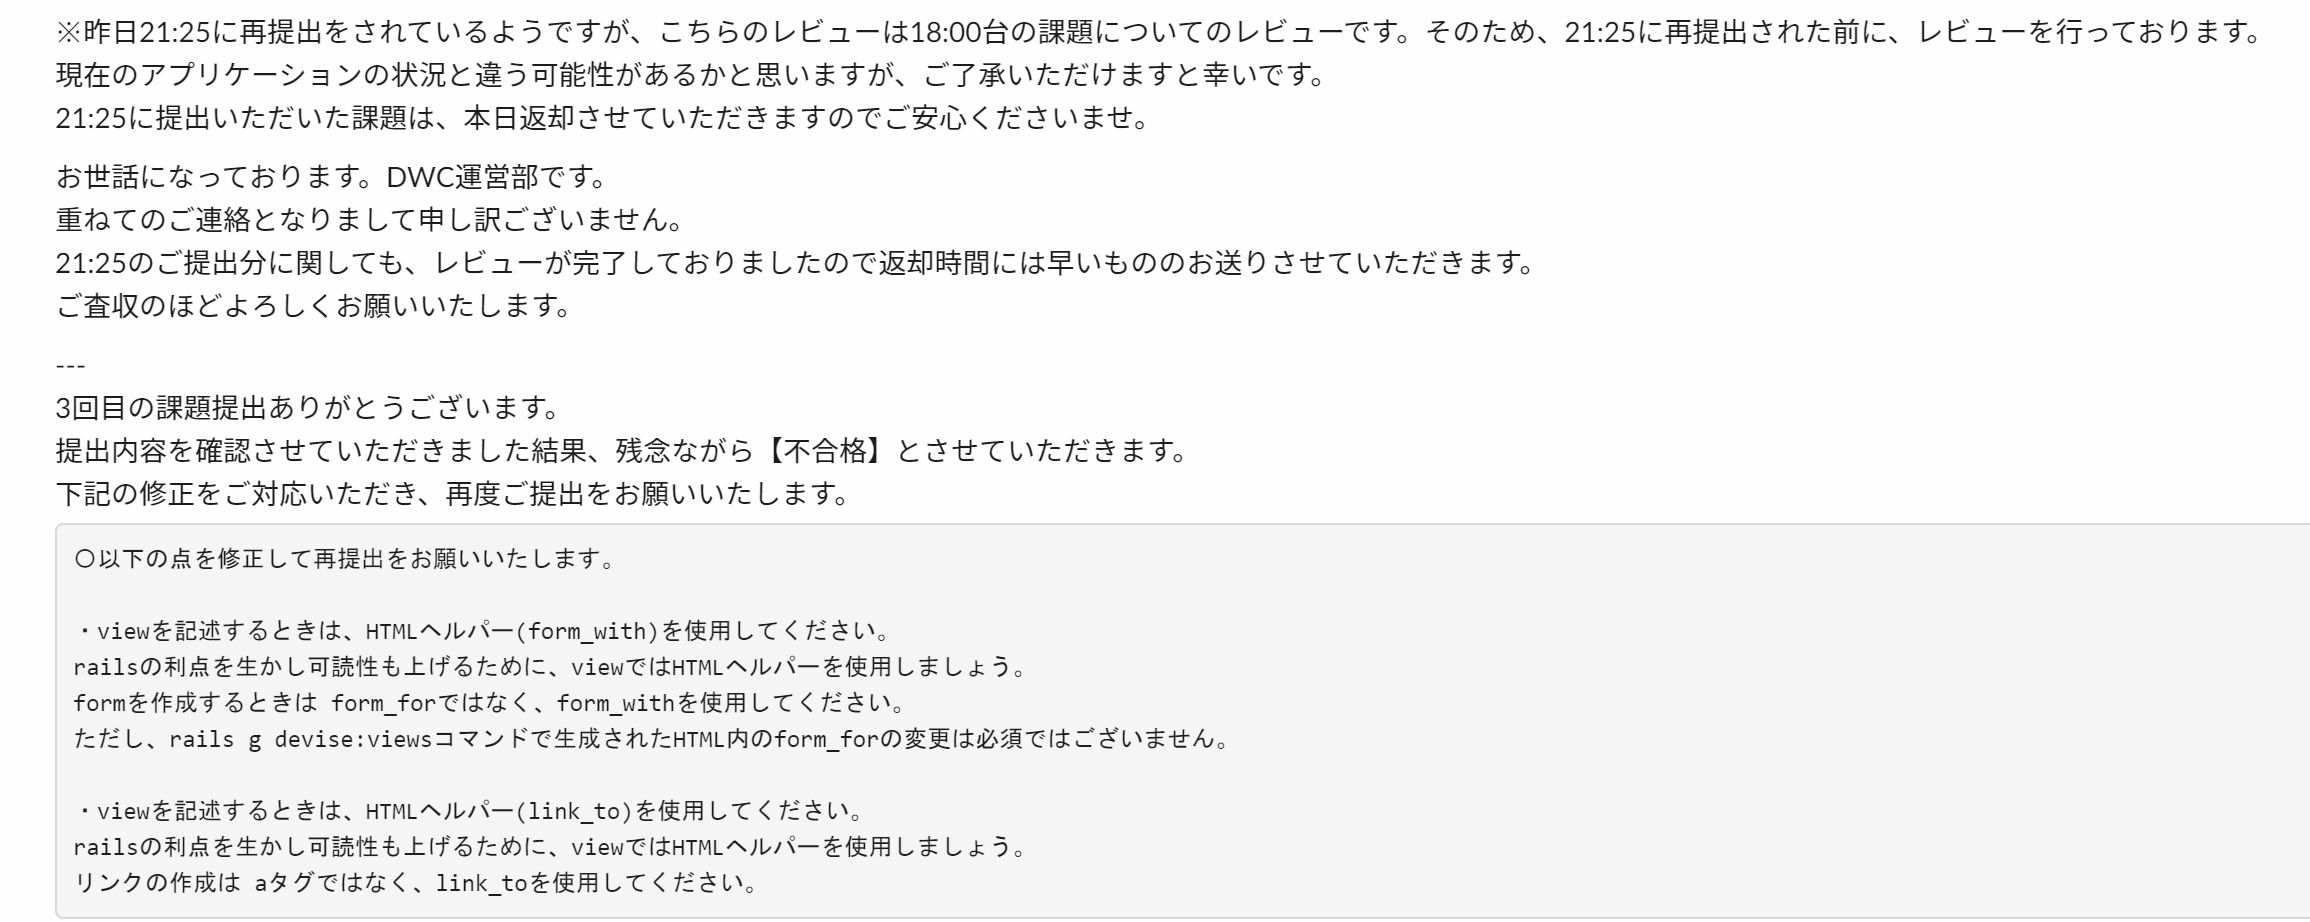 ※昨日21:25に再提出をされているようですが、こちらのレビューは18:00台の課題についてのレビューです。そのため、21:25に再提出された前に、レビューを行っております。
現在のアプリケーションの状況と違う可能性があるかと思いますが、ご了承いただけますと幸いです。
21:25に提出いただいた課題は、本日返却させていただきますのでご安心くださいませ。
お世話になっております。DWC運営部です。
重ねてのご連絡となりまして申し訳ございません。
21:25のご提出分に関しても、レビューが完了しておりましたので返却時間には早いもののお送りさせていただきます。
ご査収のほどよろしくお願いいたします。
---
3回目の課題提出ありがとうございます。
提出内容を確認させていただきました結果、残念ながら【不合格】とさせていただきます。
下記の修正をご対応いただき、再度ご提出をお願いいたします。
〇以下の点を修正して再提出をお願いいたします。
・viewを記述するときは、HTMLヘルパー(form_with)を使用してください。
railsの利点を生かし可読性も上げるために、viewではHTMLヘルパーを使用しましょう。
formを作成するときは form_forではなく、form_withを使用してください。
ただし、rails g devise:viewsコマンドで生成されたHTML内のform_forの変更は必須ではございません。
・viewを記述するときは、HTMLヘルパー(link_to)を使用してください。
railsの利点を生かし可読性も上げるために、viewではHTMLヘルパーを使用しましょう。
リンクの作成は aタグではなく、link_toを使用してください。